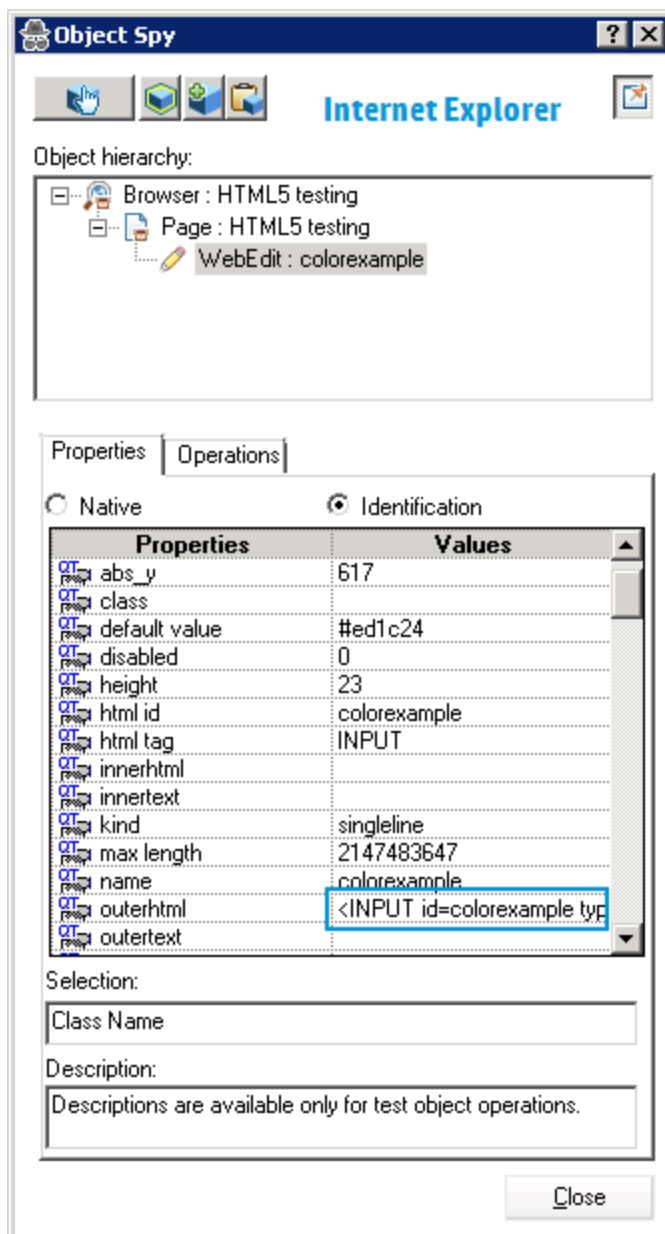 Object Spy
Internet Explorer
Object hierarchy:
Browser : HTML5 testing
Page : HTML5 testing
WebEdit : colorexample
Properties Operations
Native Identification
Properties Values
abs_y 617
class
default value #ed1c24
disabled 0
height 23
html id colorexample
html tag INPUT
innerhtml
innertext
kind singleline
max length 2147483647
name colorexample
outerhtml <INPUT id=colorexample typ
outertext
Selection:
Class Name
Description:
Descriptions are available only for test object operations.
Close